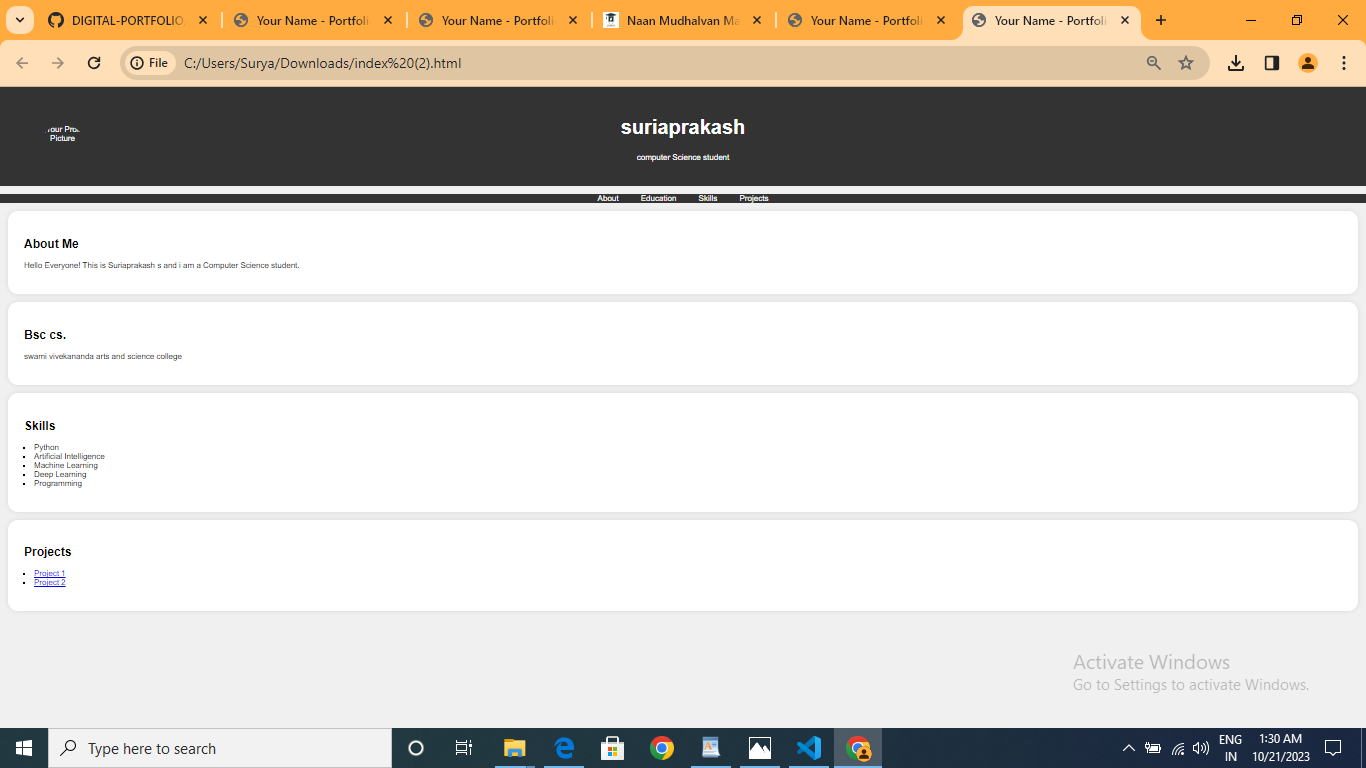 DIGITAL-PORTFOLIO
Your Name - Portfoli
Your Name - Portfoli
Naan Mudhalvan Ma
Your Name - Portfoli
Your Name - Portfoli
File
C:/Users/Surya/Downloads/index%20(2).html
Picture
suriaprakash
computer Science student
About Education Skills Projects
About Me
Hello Everyone! This is Suriaprakash s and i am a Computer Science student.
Bsc cs.
swami vivekananda arts and science college
Skills
Python
Artificial Intelligence
Machine Learning
Deep Learning
Programming
Projects
Project 1
Project 2
Activate Windows
Go to Settings to activate Windows.
Type here to search
ENG
IN
1:30 AM
10/21/2023